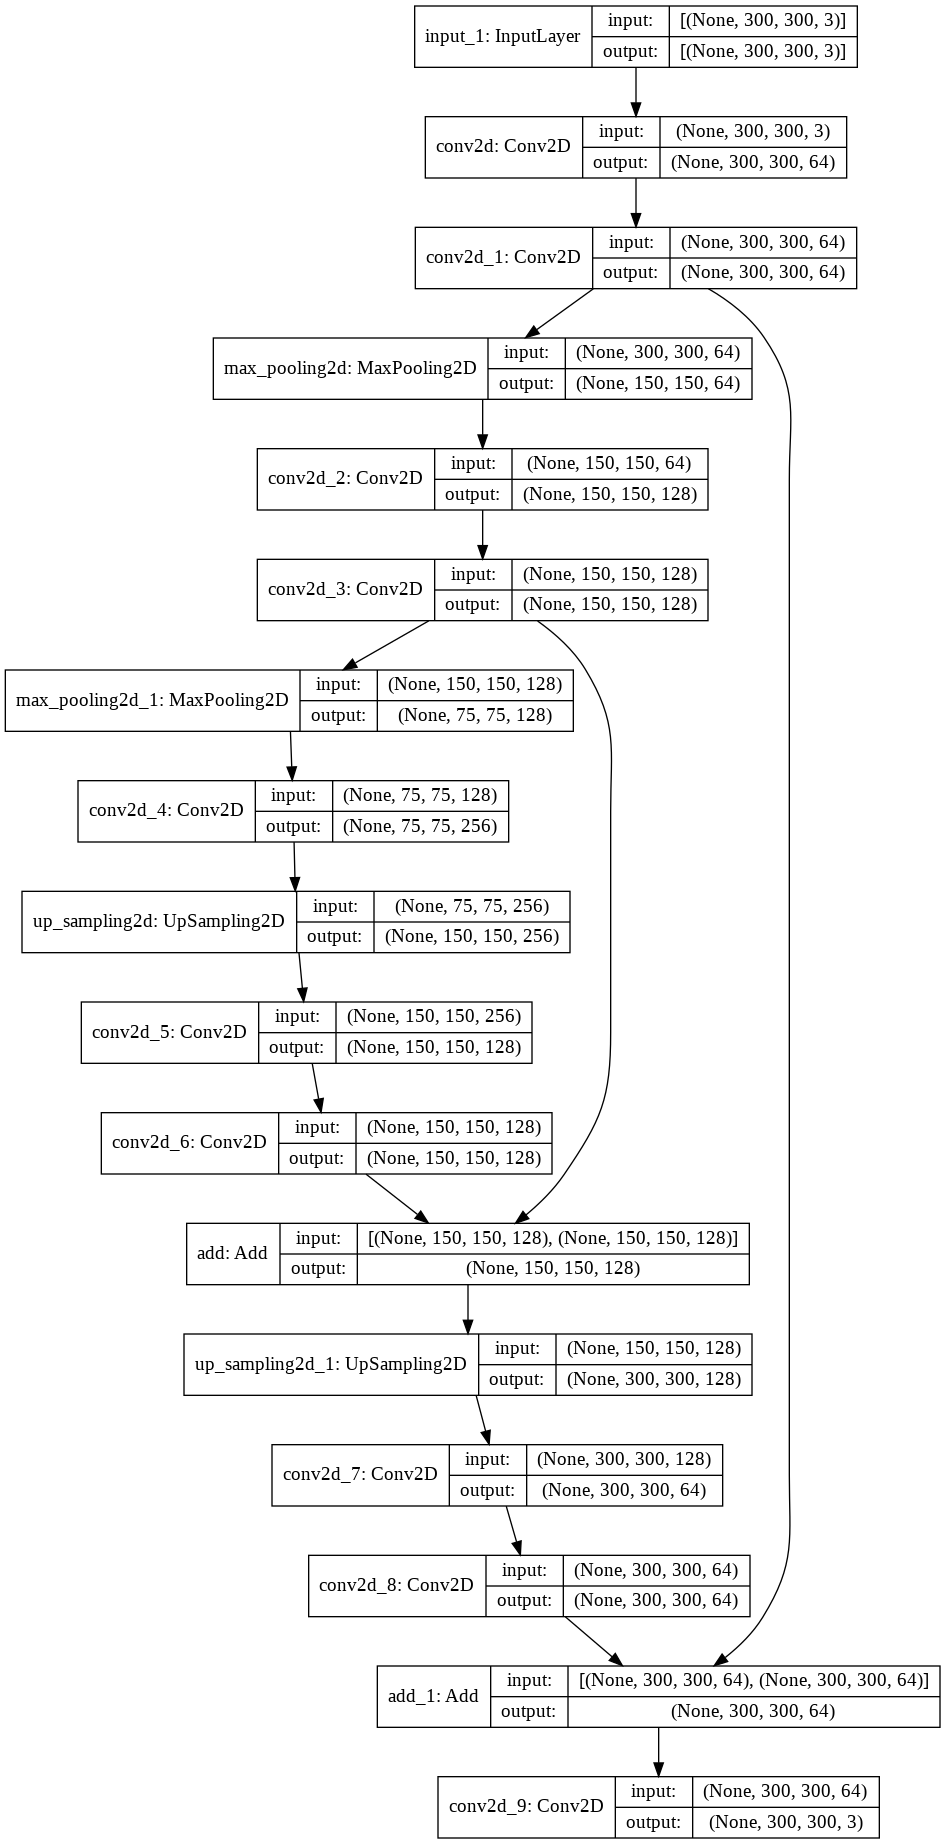 input_1: InputLayer
input: [(None, 300, 300, 3)]
output: [(None, 300, 300, 3)]
conv2d: Conv2D
input: (None, 300, 300, 3)
output: (None, 300, 300, 64)
conv2d_1: Conv2D
input: (None, 300, 300, 64)
output: (None, 300, 300, 64)
max_pooling2d: MaxPooling2D
input: (None, 300, 300, 64)
output: (None, 150, 150, 64)
conv2d_2: Conv2D
input: (None, 150, 150, 64)
output: (None, 150, 150, 128)
conv2d_3: Conv2D
input: (None, 150, 150, 128)
output: (None, 150, 150, 128)
max_pooling2d_1: MaxPooling2D
input: (None, 150, 150, 128)
output: (None, 75, 75, 128)
conv2d_4: Conv2D
input: (None, 75, 75, 128)
output: (None, 75, 75, 256)
up_sampling2d: UpSampling2D
input: (None, 75, 75, 256)
output: (None, 150, 150, 256)
conv2d_5: Conv2D
input: (None, 150, 150, 256)
output: (None, 150, 150, 128)
conv2d_6: Conv2D
input: (None, 150, 150, 128)
output: (None, 150, 150, 128)
add: Add
input: [(None, 150, 150, 128), (None, 150, 150, 128)]
output: (None, 150, 150, 128)
up_sampling2d_1: UpSampling2D
input: (None, 150, 150, 128)
output: (None, 300, 300, 128)
conv2d_7: Conv2D
input: (None, 300, 300, 128)
output: (None, 300, 300, 64)
conv2d_8: Conv2D
input: (None, 300, 300, 64)
output: (None, 300, 300, 64)
add_1: Add
input: [(None, 300, 300, 64), (None, 300, 300, 64)]
output: (None, 300, 300, 64)
conv2d_9: Conv2D
input: (None, 300, 300, 64)
output: (None, 300, 300, 3)